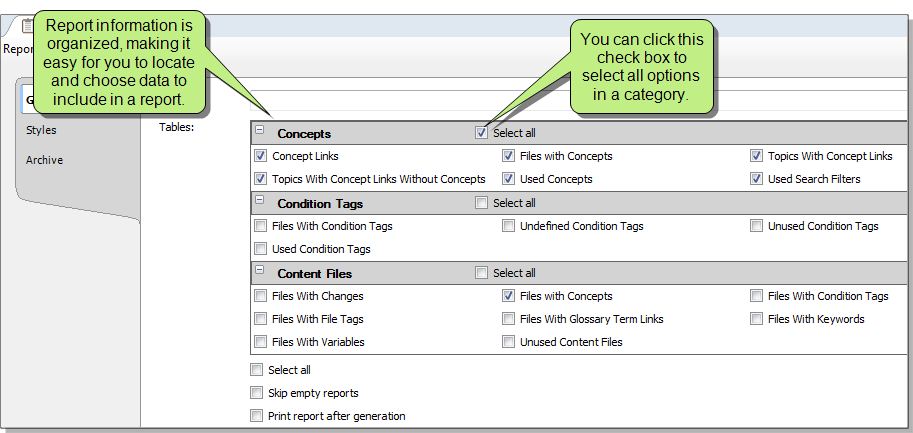 Report information is
organized, making it
easy for you to locate
and choose data to
include in a report.
You can click this
check box to
select all options
in a category.
Repor
G
Styles
Archive
Tables:
Concepts Select all
Concept Links Files with Concepts Topics With Concept Links
Topics With Concept Links Without Concepts Used Concepts Used Search Filters
Condition Tags Select all
Files With Condition Tags Undefined Condition Tags Unused Condition Tags
Used Condition Tags
Content Files Select all
Files With Changes Files with Concepts Files With Condition Tags
Files With File Tags Files With Glossary Term Links Files With Keywords
Files With Variables Unused Content Files
Select all
Skip empty reports
Print report after generation